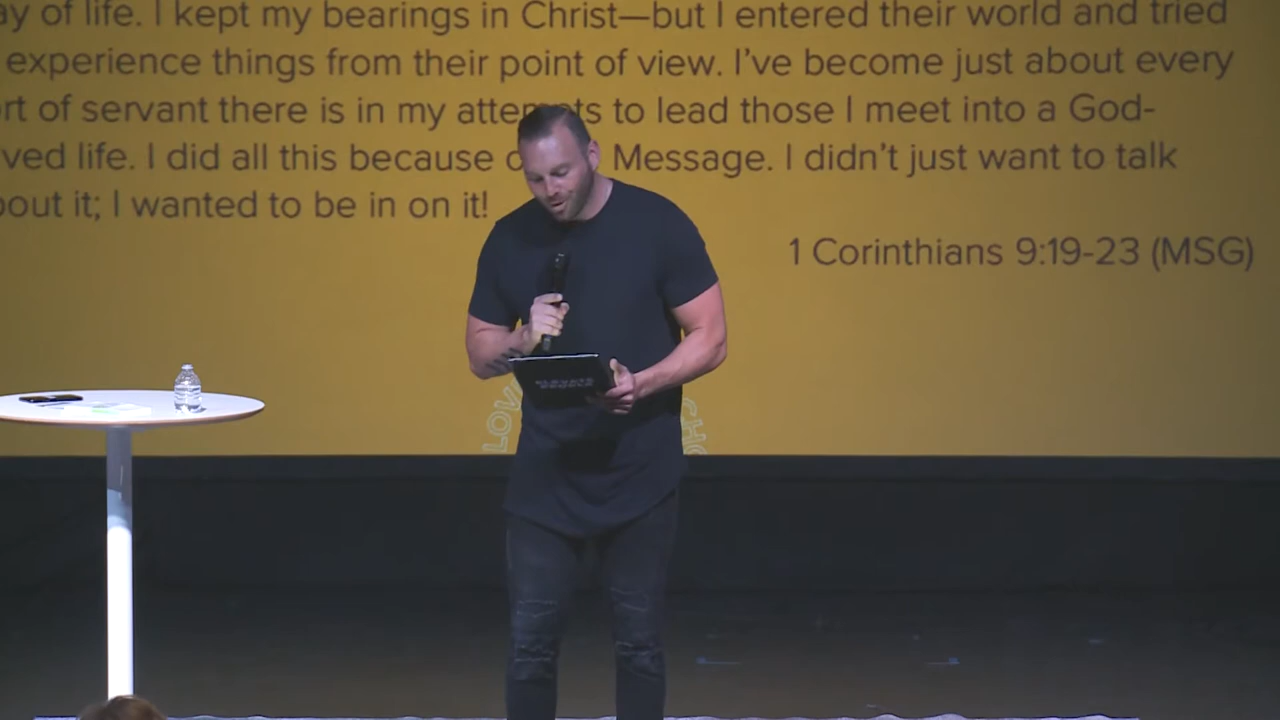 ay of life. I kept my bearings in Christ—but I entered their world and tried
experience things from their point of view. I’ve become just about every
rt of servant there is in my attempts to lead those I meet into a God-
ved life. I did all this because o Message. I didn’t just want to talk
bout it; I wanted to be in on it!
1 Corinthians 9:19-23 (MSG)
LOV
CHU